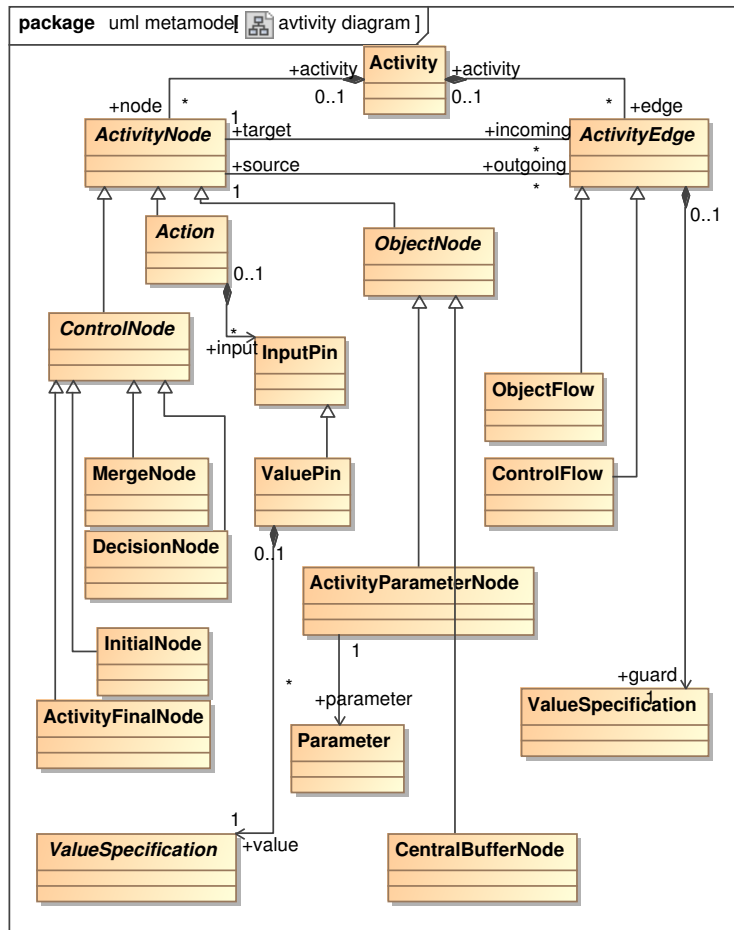 package uml metamodel[ avtivity diagram ]
Activity
+activity +activity
0..1 0..1
+node * * +edge
1
ActivityNode +target +incoming ActivityEdge
*
+source +outgoing
1 *
0..1
Action
ObjectNode
0..1
ControlNode
*
+input
InputPin
ObjectFlow
MergeNode ValuePin ControlFlow
DecisionNode
0..1
ActivityParameterNode
InitialNode
1
*
+guard
+parameter
1
ValueSpecification
ActivityFinalNode
Parameter
1
+value
ValueSpecification
CentralBufferNode